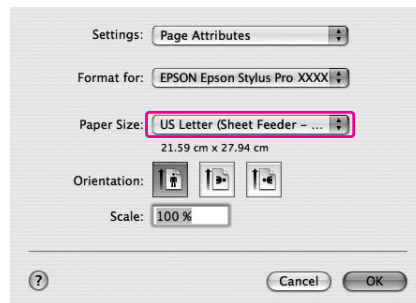 Settings: Page Attributes
Format for: EPSON Epson Stylus Pro XXXX
Paper Size: US Letter (Sheet Feeder – ...
21.59 cm x 27.94 cm
Orientation:
Scale: 100 %
? Cancel OK